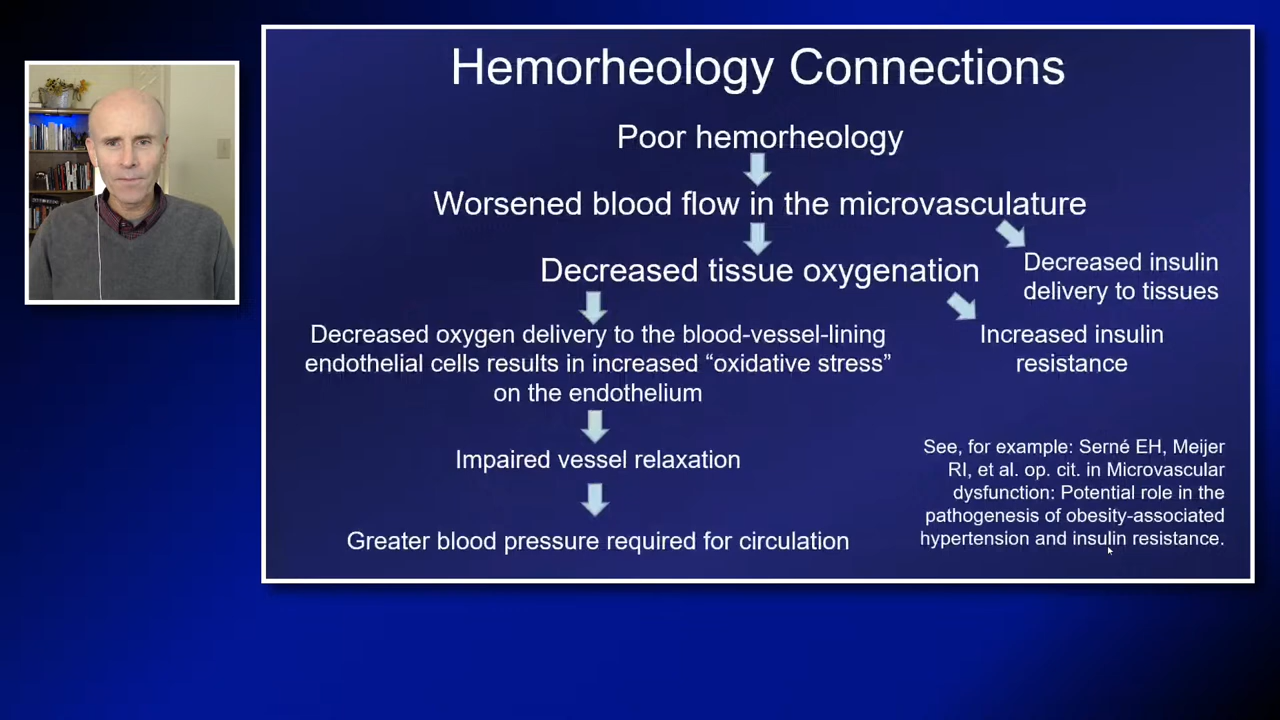 Hemorheology Connections
Poor hemorheology
Worsened blood flow in the microvasculature
Decreased tissue oxygenation
Decreased insulin
delivery to tissues
Decreased oxygen delivery to the blood-vessel-lining
endothelial cells results in increased “oxidative stress”
on the endothelium
Increased insulin
resistance
Impaired vessel relaxation
Greater blood pressure required for circulation
See, for example: Serné EH, Meijer
RI, et al. op. cit. in Microvascular
dysfunction: Potential role in the
pathogenesis of obesity-associated
hypertension and insulin resistance.